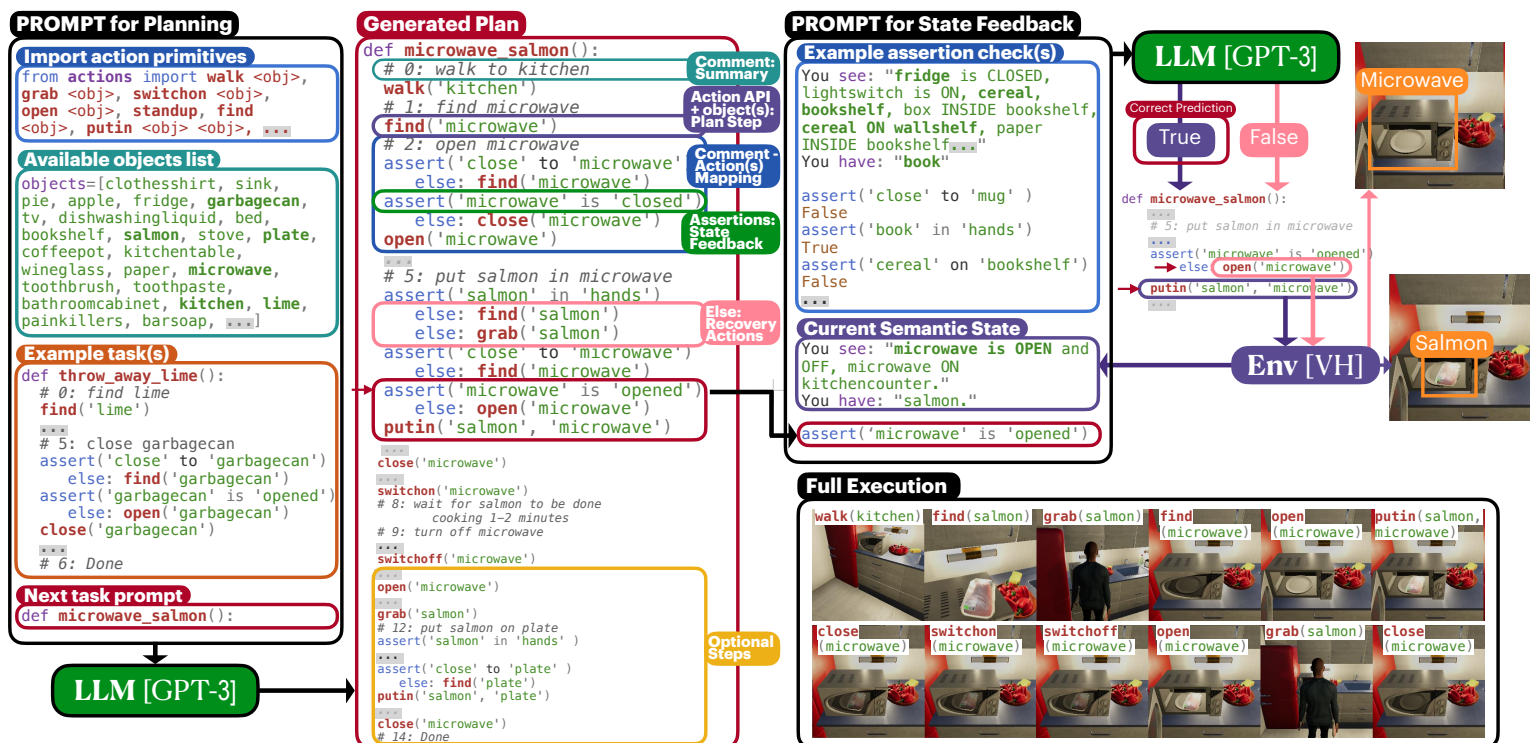 PROMPT for Planning
Import action primitives
from actions import walk <obj>,
grab <obj>, switchon <obj>,
open <obj>, standup, find
<obj>, putin <obj> <obj>, ...
Available objects list
objects=[clothesshirt, sink,
pie, apple, fridge, garbagecan,
tv, dishwashingliquid, bed,
bookshelf, salmon, stove, plate,
coffeepot, kitchentable,
wineglass, paper, microwave,
toothbrush, toothpaste,
bathroomcabinet, kitchen, lime,
painkillers, barsoap, ...]
Example task(s)
def throw_away_lime():
# 0: find lime
find('lime')
...
# 5: close garbagecan
assert('close' to 'garbagecan')
else: find('garbagecan')
assert('garbagecan' is 'opened')
else: open('garbagecan')
close('garbagecan')
...
# 6: Done
Next task prompt
def microwave_salmon():
LLM [GPT-3]
Generated Plan
def microwave_salmon():
# 0: walk to kitchen
walk('kitchen')
# 1: find microwave
find('microwave')
# 2: open microwave
assert('close' to 'microwave'
else: find('microwave')
assert('microwave' is 'closed')
else: close('microwave')
open('microwave')
...
# 5: put salmon in microwave
assert('salmon' in 'hands')
else: find('salmon')
else: grab('salmon')
assert('close' to 'microwave'
else: find('microwave')
assert('microwave' is 'opened')
else: open('microwave')
putin('salmon', 'microwave')
...
close('microwave')
...
switchon('microwave')
# 8: wait for salmon to be done
cooking 1-2 minutes
# 9: turn off microwave
...
switchoff('microwave')
...
open('microwave')
...
grab('salmon')
# 12: put salmon on plate
assert('salmon' in 'hands' )
...
assert('close' to 'plate' )
else: find('plate')
putin('salmon', 'plate')
...
close('microwave')
# 14: Done
Comment:
Summary
Action API
+ object(s):
Plan Step
Comment -
Action(s)
Mapping
Assertions:
State
Feedback
Else:
Recovery
Actions
Optional
Steps
PROMPT for State Feedback
Example assertion check(s)
You see: "fridge is CLOSED,
lightswitch is ON, cereal,
bookshelf, box INSIDE bookshelf,
cereal ON wallshelf, paper
INSIDE bookshelf..."
You have: "book"
assert('close' to 'mug' )
False
assert('book' in 'hands')
True
assert('cereal' on 'bookshelf')
False
...
Current Semantic State
You see: "microwave is OPEN and
OFF, microwave ON
kitchencounter."
You have: "salmon."
assert('microwave' is 'opened')
LLM [GPT-3]
Correct Prediction
True
False
def microwave_salmon():
...
# 5: put salmon in microwave
...
assert('microwave' is 'opened')
else: open('microwave')
putin('salmon', 'microwave')
...
Env [VH]
Microwave
Salmon
Full Execution
walk(kitchen)
find(salmon)
grab(salmon)
find
(microwave)
open
(microwave)
putin(salmon,
microwave)
close
(microwave)
switchon
(microwave)
switchoff
(microwave)
open
(microwave)
grab(salmon)
close
(microwave)